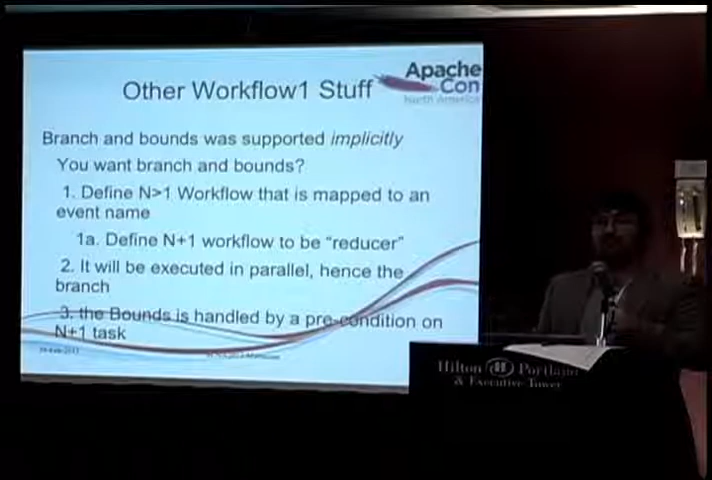 Other Workflow1 Stuff
Apache
Con
North America
Branch and bounds was supported implicitly
You want branch and bounds?
1. Define N>1 Workflow that is mapped to an
event name
1a. Define N+1 workflow to be “reducer”
2. It will be executed in parallel, hence the
branch
3. the Bounds is handled by a pre-condition on
N+1 task
Hilton Portland
& Executive Tower